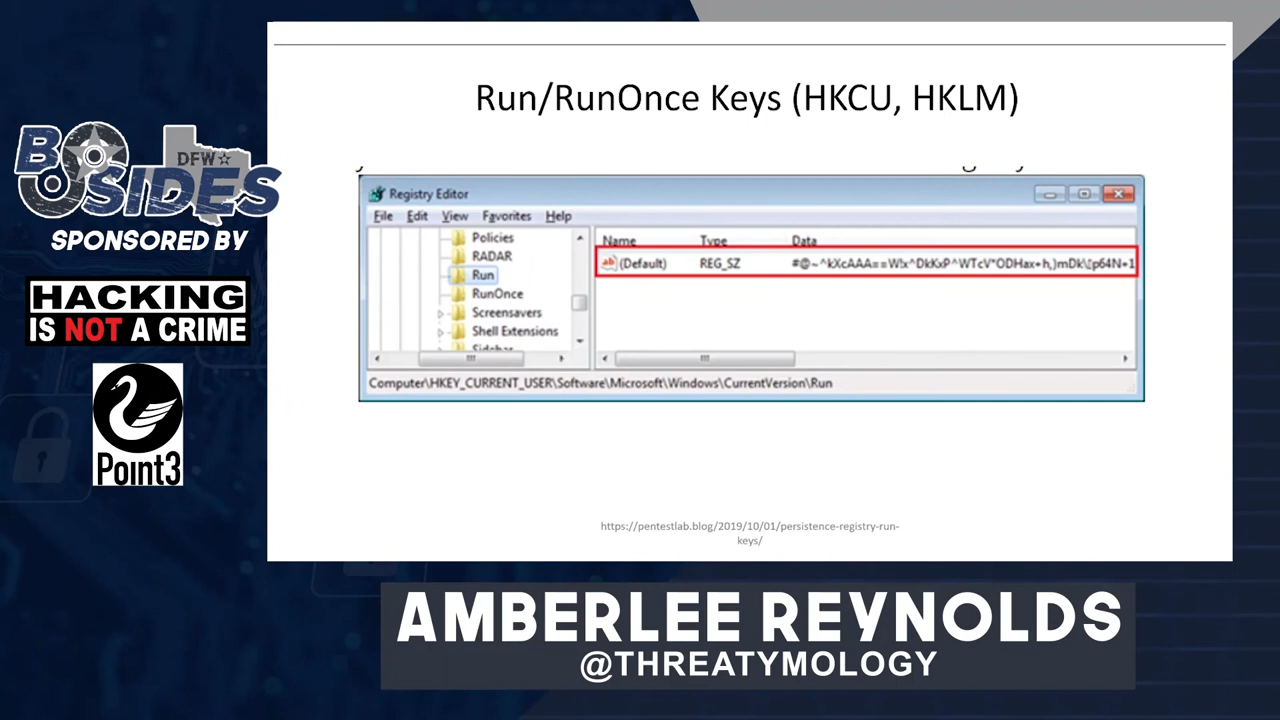 Run/RunOnce Keys (HKCU, HKLM)
Registry Editor
File Edit View Favorites Help
Policies
RADAR
Run
RunOnce
Screensavers
Shell Extensions
Name Type Data
(Default) REG_SZ
Computer\HKEY_CURRENT_USER\Software\Microsoft\Windows\CurrentVersion\Run
https://pentestlab.blog/2019/10/01/persistence-registry-run-
keys/
BSIDES
DFW
SPONSORED BY
HACKING
IS NOT A CRIME
Point3
AMBERLEE REYNOLDS
@THREATYMOLOGY